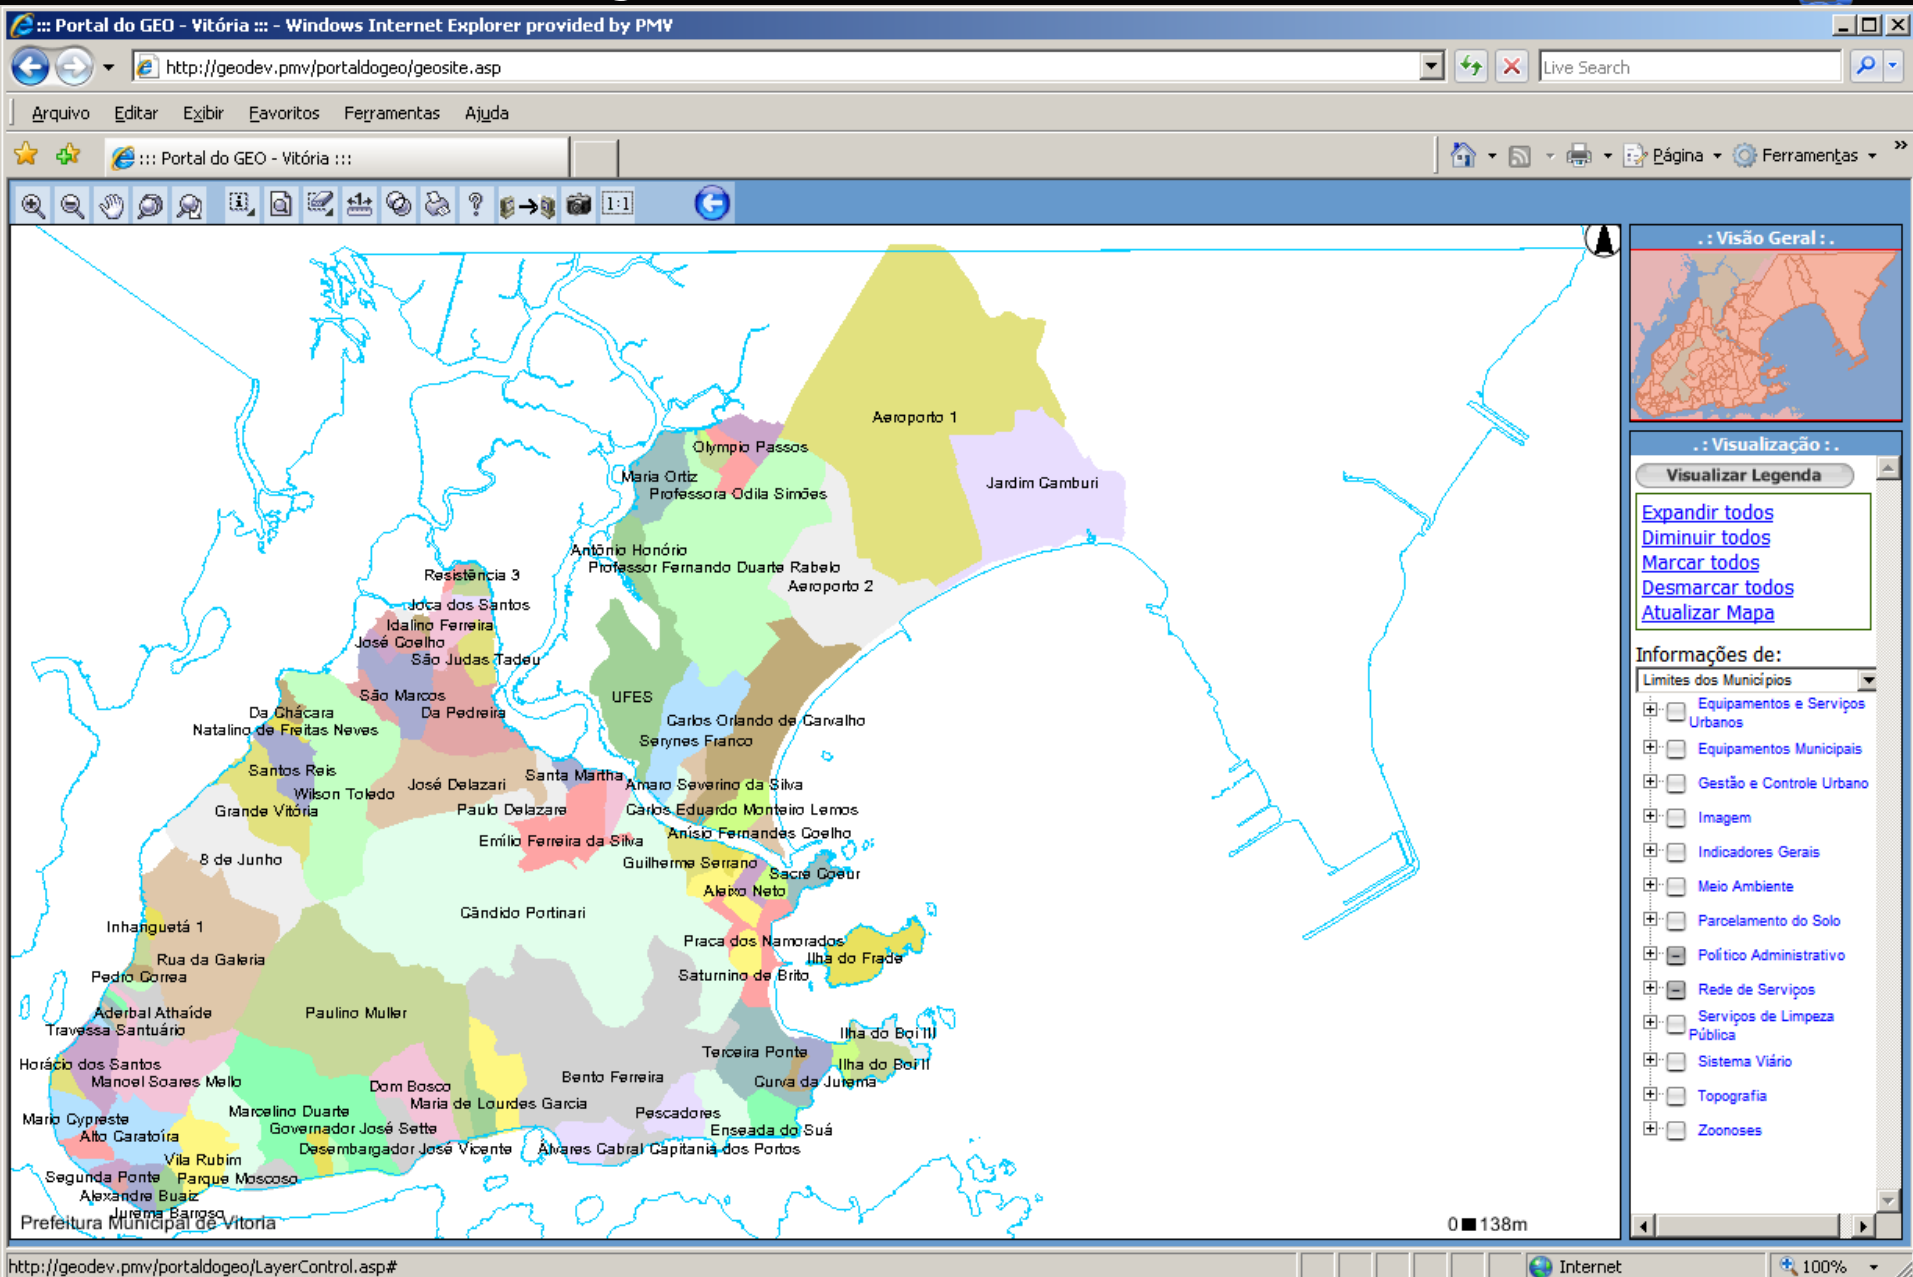 ::: Portal do GEO - Vitória ::: - Windows Internet Explorer provided by PMV
http://geodev.pmv/portaldogeo/geosite.asp
Live Search
Arquivo Editar Exibir Favoritos Ferramentas Ajuda
::: Portal do GEO - Vitória :::
Página Ferramentas »
1:1
.: Visão Geral :.
Aeroporto 1
Olympio Passos
Maria Ortiz
Professora Odila Simões
Jardim Camburi
Antônio Honório
Professor Fernando Duarte Rabelo
Aeroporto 2
Resistência 3
Joca dos Santos
Idalino Ferreira
José Coelho
São Judas Tadeu
São Marcos
Da Pedreira
UFES
Da Chácara
Natalino de Freitas Neves
Carlos Orlando de Carvalho
Serynes Franco
Santos Reis
Wilson Toledo
José Delazari
Santa Martha
Amaro Severino da Silva
Grande Vitória
Paulo Delazare
Carlos Eduardo Monteiro Lemos
Emílio Ferreira da Silva
Anísio Fernandes Coelho
8 de Junho
Guilherme Serrano
Sacre Coeur
Aleixo Neto
Cândido Portinari
Inhanguetá 1
Praca dos Namorados
Rua da Galeria
Ilha do Frade
Pedro Correa
Saturnino de Brito
Aderbal Athaíde
Paulino Muller
Travessa Santuário
Ilha do Boi III
Terceira Ponte
Horácio dos Santos
Ilha do Boi II
Manoel Soares Mello
Dom Bosco
Bento Ferreira
Curva da Jurema
Maria de Lourdes Garcia
Mario Cypreste
Marcelino Duarte
Pescadores
Alto Caratoíra
Governador José Sette
Enseada do Suá
Desembargador José Vicente
Álvares Cabral
Capitania dos Portos
Vila Rubim
Segunda Ponte
Parque Moscoso
Alexandre Buaiz
Jurema Barroso
Prefeitura Municipal de Vitoria
0 138m
.: Visualização :.
Visualizar Legenda
Expandir todos
Diminuir todos
Marcar todos
Desmarcar todos
Atualizar Mapa
Informações de:
Limites dos Municípios
Equipamentos e Serviços
Urbanos
Equipamentos Municipais
Gestão e Controle Urbano
Imagem
Indicadores Gerais
Meio Ambiente
Parcelamento do Solo
Político Administrativo
Rede de Serviços
Serviços de Limpeza
Pública
Sistema Viário
Topografia
Zoonoses
http://geodev.pmv/portaldogeo/LayerControl.asp#
Internet
100%